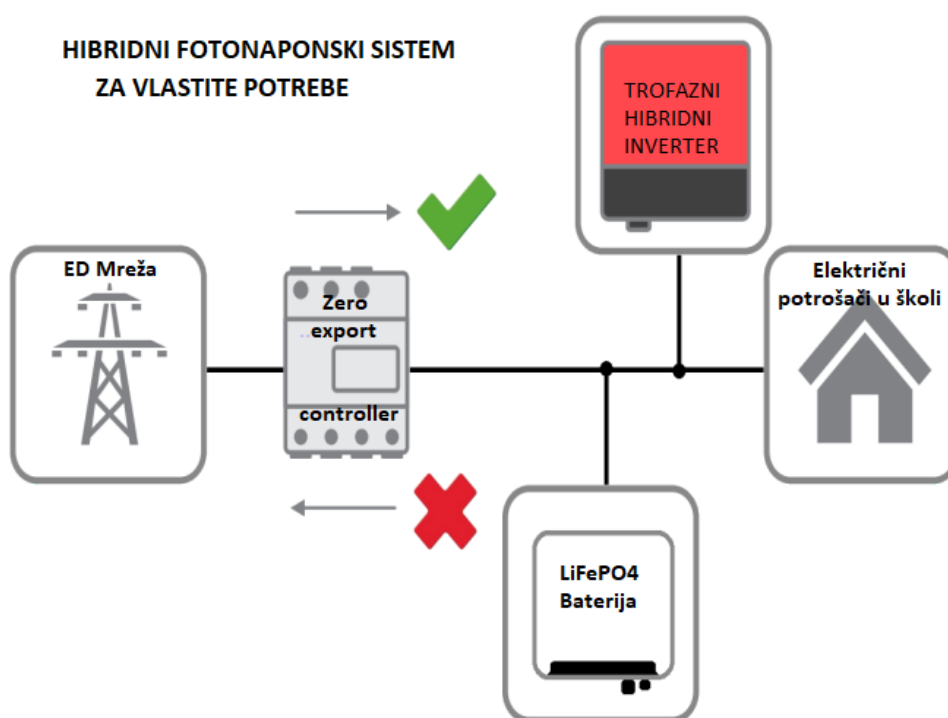 HIBRIDNI FOTONAPONSKI SISTEM
ZA VLASTITE POTREBE
TROFAZNI
HIBRIDNI
INVERTER
ED Mreža
Zero
export
controller
Električni
potrošači u školi
LiFePO4
Baterija